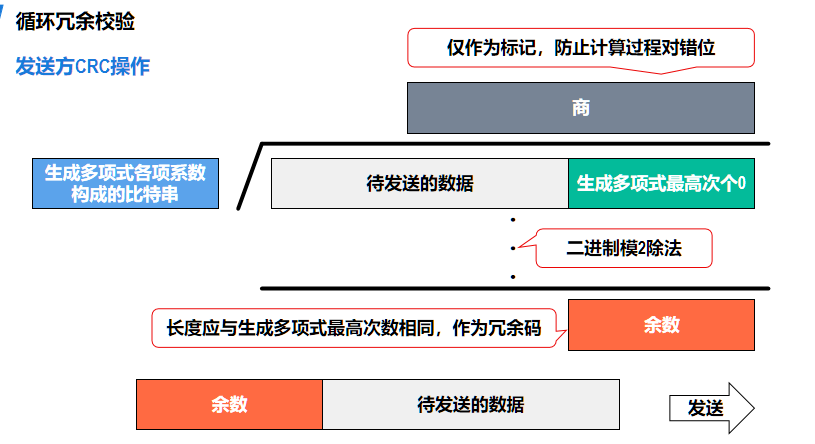 循环冗余校验
发送方CRC操作
仅作为标记，防止计算过程对错位
商
生成多项式各项系数
构成的比特串
待发送的数据
生成多项式最高次个0
二进制模2除法
长度应与生成多项式最高次数相同，作为冗余码
余数
余数
待发送的数据
发送